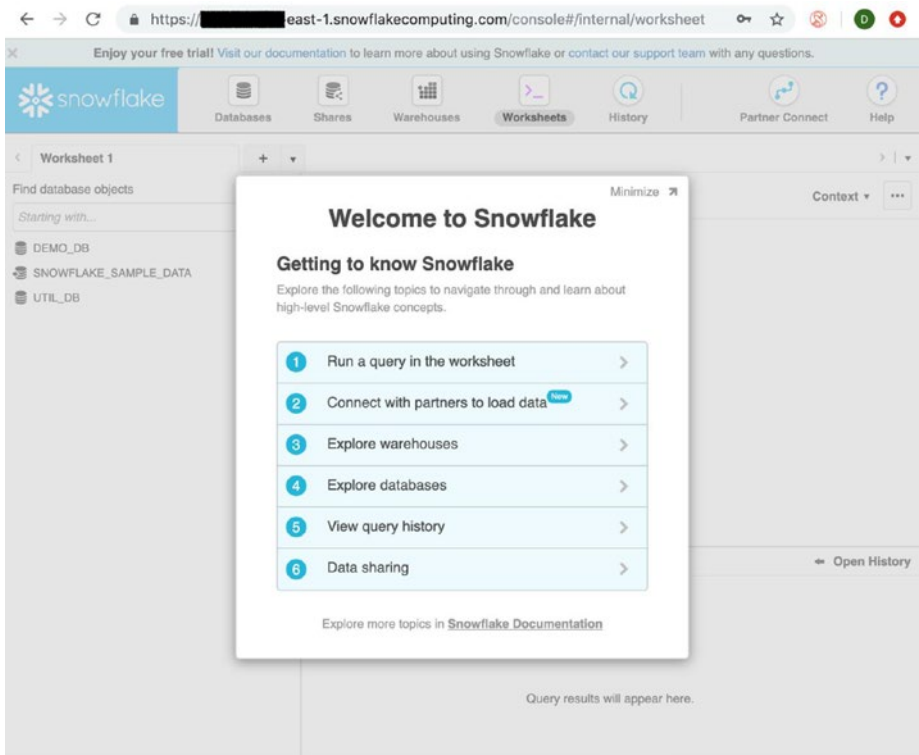 https:// east-1.snowflakecomputing.com/console#/internal/worksheet
D
Enjoy your free trial! Visit our documentation to learn more about using Snowflake or contact our support team with any questions.
snowflake
Databases
Shares
Warehouses
Worksheets
History
Partner Connect
Help
Worksheet 1
Find database objects
Starting with...
DEMO_DB
SNOWFLAKE_SAMPLE_DATA
UTIL_DB
Context
Minimize
Welcome to Snowflake
Getting to know Snowflake
Explore the following topics to navigate through and learn about
high-level Snowflake concepts.
1 Run a query in the worksheet
2 Connect with partners to load data New
3 Explore warehouses
4 Explore databases
5 View query history
6 Data sharing
Explore more topics in Snowflake Documentation
Open History
Query results will appear here.